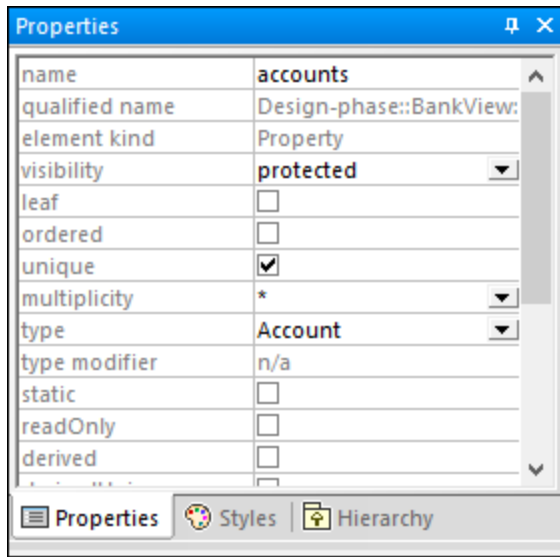 Properties
name accounts
qualified name Design-phase::BankView:
element kind Property
visibility protected
leaf
ordered
unique
multiplicity *
type Account
type modifier n/a
static
readOnly
derived
Properties Styles Hierarchy